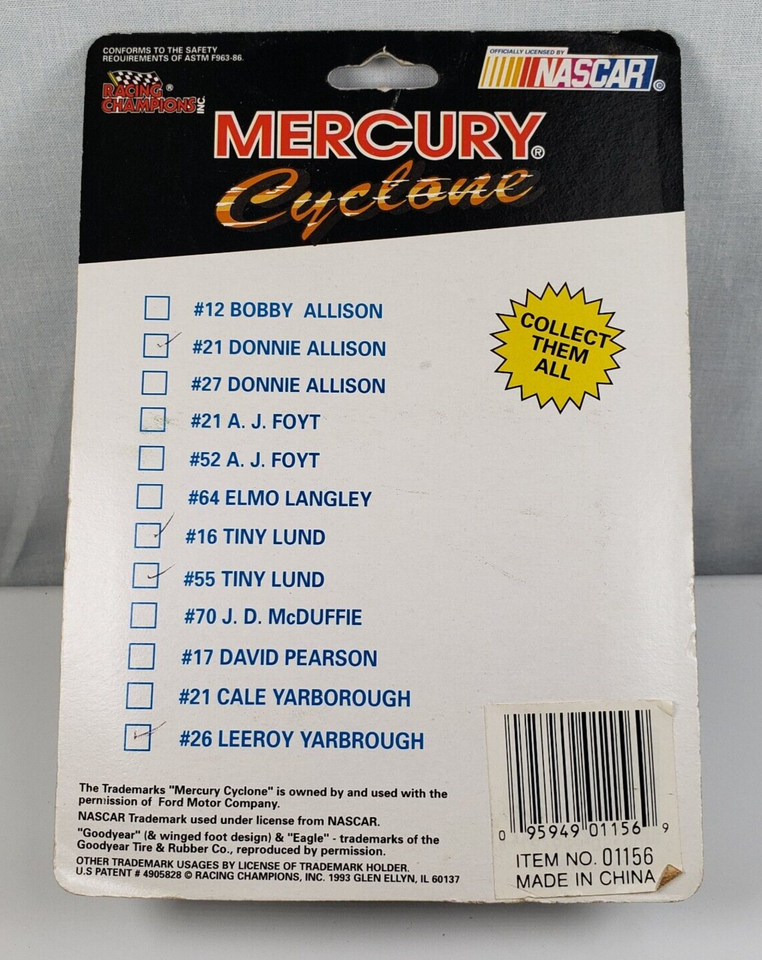 CONFORMS TO THE SAFETY
REQUIREMENTS OF ASTM F963-86.
RACING ®
CHAMPIONS INC.
OFFICIALLY LICENSED BY
NASCAR ©
MERCURY®
Cyclone
#12 BOBBY ALLISON
#21 DONNIE ALLISON
#27 DONNIE ALLISON
#21 A. J. FOYT
#52 A. J. FOYT
#64 ELMO LANGLEY
#16 TINY LUND
#55 TINY LUND
#70 J. D. McDUFFIE
#17 DAVID PEARSON
#21 CALE YARBOROUGH
#26 LEEROY YARBROUGH
COLLECT
THEM
ALL
The Trademarks "Mercury Cyclone" is owned by and used with the
permission of Ford Motor Company.
NASCAR Trademark used under license from NASCAR.
"Goodyear" (& winged foot design) & "Eagle" - trademarks of the
Goodyear Tire & Rubber Co., reproduced by permission.
OTHER TRADEMARK USAGES BY LICENSE OF TRADEMARK HOLDER.
U.S PATENT # 4905828 © RACING CHAMPIONS, INC. 1993 GLEN ELLYN, IL 60137
0 95949 01156 9
ITEM NO. 01156
MADE IN CHINA